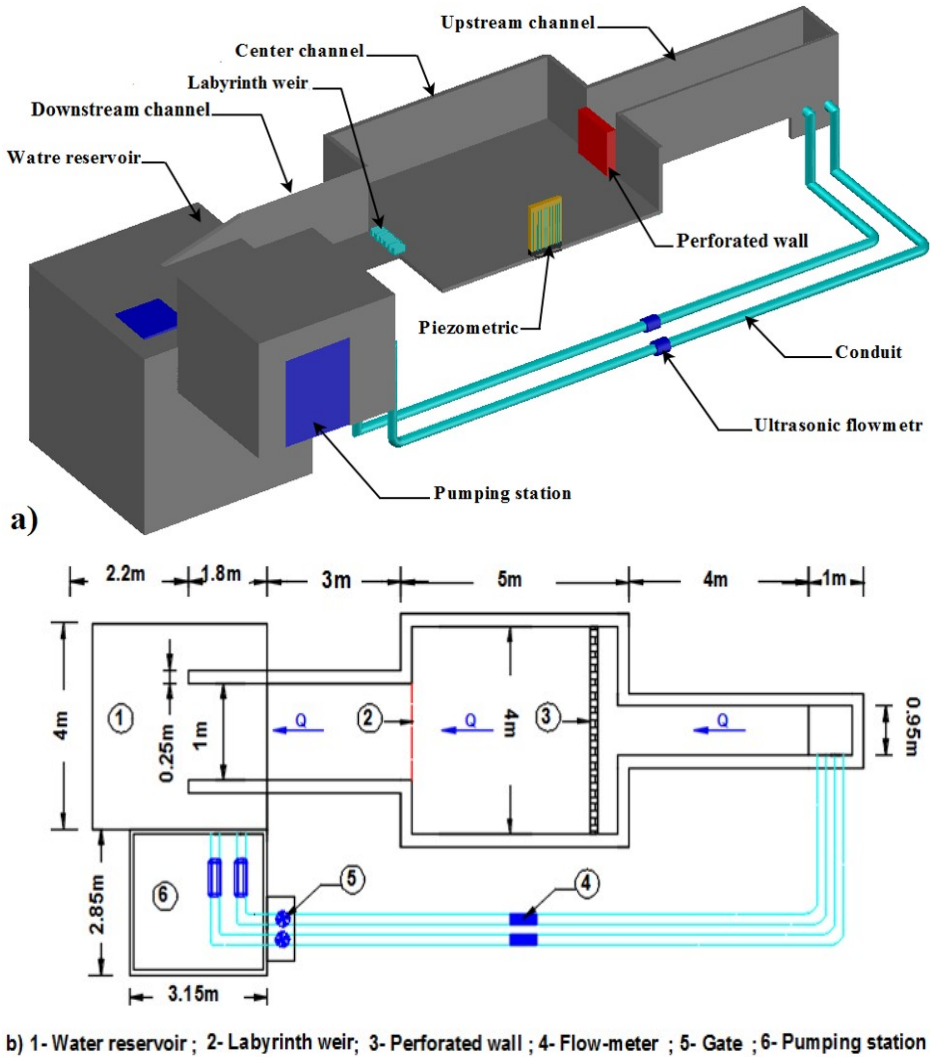 Upstream channel
Center channel
Labyrinth weir
Downstream channel
Watre reservoir
Perforated wall
Piezometric
Conduit
Ultrasonic flowmetr
Pumping station
a)
2.2m 1.8m 3m 5m 4m 1m
4m
1
0.25m
1m
Q
2
Q
4m
3
Q
0.95m
2.85m
6
5
4
3.15m
b) 1- Water reservoir ; 2- Labyrinth weir; 3- Perforated wall ; 4- Flow-meter ; 5- Gate ; 6- Pumping station